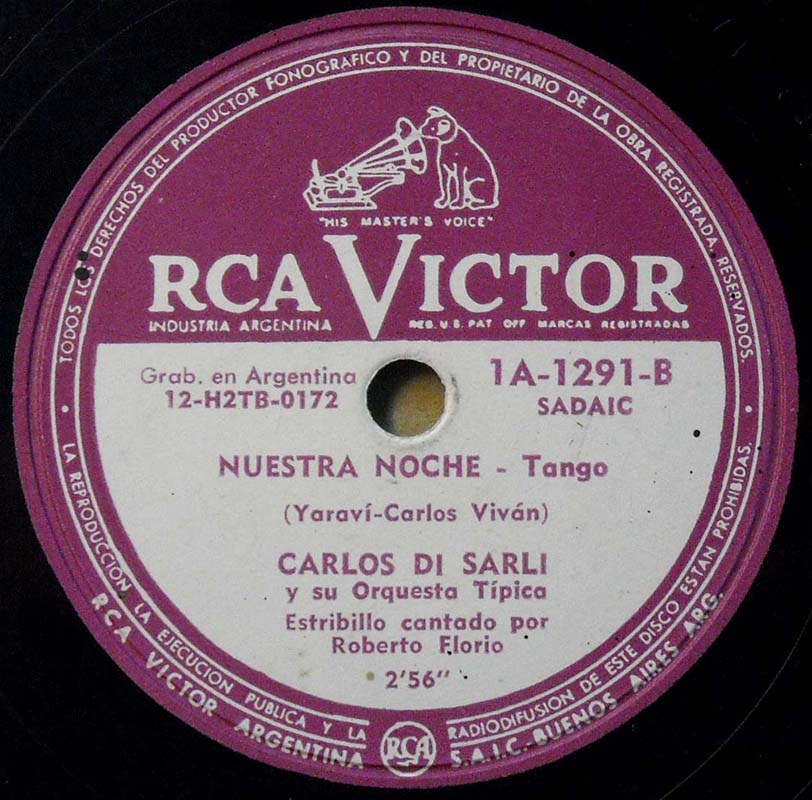 TODOS LOS DERECHOS DEL PRODUCTOR FONOGRAFICO Y DEL PROPIETARIO DE LA OBRA REGISTRADA, RESERVADOS.
"HIS MASTER'S VOICE"
RCA VICTOR
INDUSTRIA ARGENTINA REG. U.S. PAT OFF MARCAS REGISTRADAS
Grab. en Argentina 1A-1291-B
12-H2TB-0172 SADAIC
NUESTRA NOCHE - Tango
(Yaraví-Carlos Viván)
CARLOS DI SARLI
y su Orquesta Típica
Estribillo cantado por
Roberto Florio
2'56"
LA REPRODUCCION, LA EJECUCION PUBLICA Y LA RADIODIFUSION DE ESTE DISCO ESTAN PROHIBIDAS.
RCA VICTOR ARGENTINA RCA S.A.I.C.-BUENOS AIRES ARG.